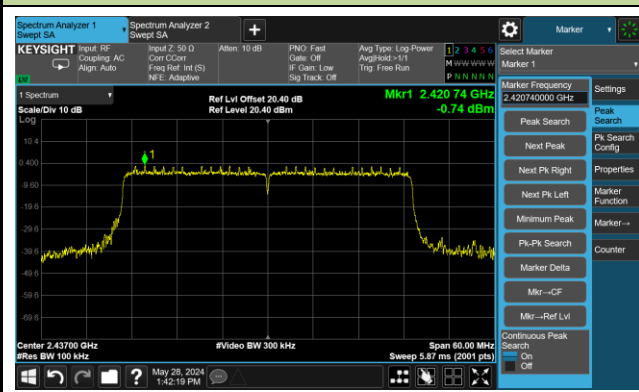 Spectrum Analyzer 1
Swept SA
Spectrum Analyzer 2
Swept SA
Marker
KEYSIGHT
Input: RF
Coupling: AC
Align: Auto
Input Z: 50 Ω
Corr CCorr
Freq Ref: Int (S)
NFE: Adaptive
Atten: 10 dB
PNO: Fast
Gate: Off
IF Gain: Low
Sig Track: Off
Avg Type: Log-Power
Avg|Hold:>1/1
Trig: Free Run
1 2 3 4 5 6
M W W W W W
P N N N N N
Select Marker
Marker 1
1 Spectrum
Scale/Div 10 dB
Log
Ref Lvl Offset 20.40 dB
Ref Level 20.40 dBm
Mkr1 2.420 74 GHz
-0.74 dBm
10.4
0.400
-9.60
-19.6
-29.6
-39.6
-49.6
-59.6
-69.6
1
Center 2.43700 GHz
#Res BW 100 kHz
#Video BW 300 kHz
Span 60.00 MHz
Sweep 5.87 ms (2001 pts)
Marker Frequency
2.420740000 GHz
Peak Search
Next Peak
Next Pk Right
Next Pk Left
Minimum Peak
Pk-Pk Search
Marker Delta
Mkr→CF
Mkr→Ref Lvl
Continuous Peak
Search
On
Off
Settings
Peak
Search
Pk Search
Config
Properties
Marker
Function
Marker→
Counter
May 28, 2024
1:42:19 PM